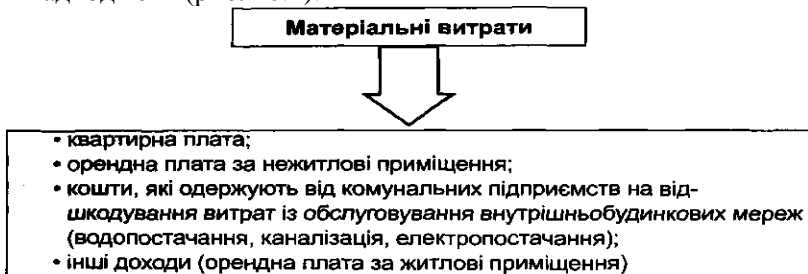 Матеріальні витрати
• квартирна плата;
• орендна плата за нежитлові приміщення;
• кошти, які одержують від комунальних підприємств на від-
шкодування витрат із обслуговування внутрішньобудинкових мереж
(водопостачання, каналізація, електропостачання);
• інші доходи (орендна плата за житлові приміщення)